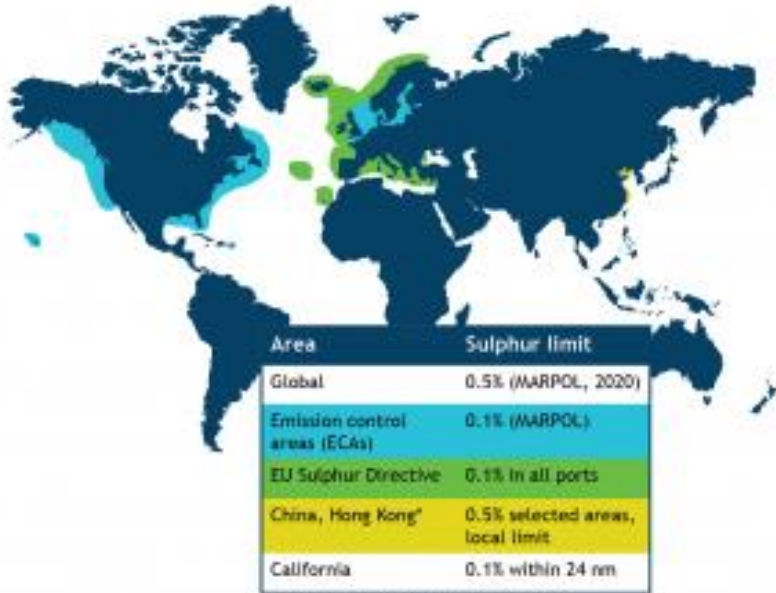 Area Sulphur limit
Global 0.5% (MARPOL, 2020)
Emission control 0.1% (MARPOL)
areas (ECAs)
EU Sulphur Directive 0.1% in all ports
China, Hong Kong* 0.5% selected areas,
local limit
California 0.1% within 24 nm